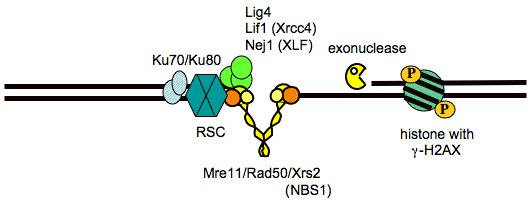 Lig4
Lif1 (Xrcc4)
Nej1 (XLF)
exonuclease
Ku70/Ku80
P
RSC
P
histone with
γ-H2AX
Mre11/Rad50/Xrs2
(NBS1)